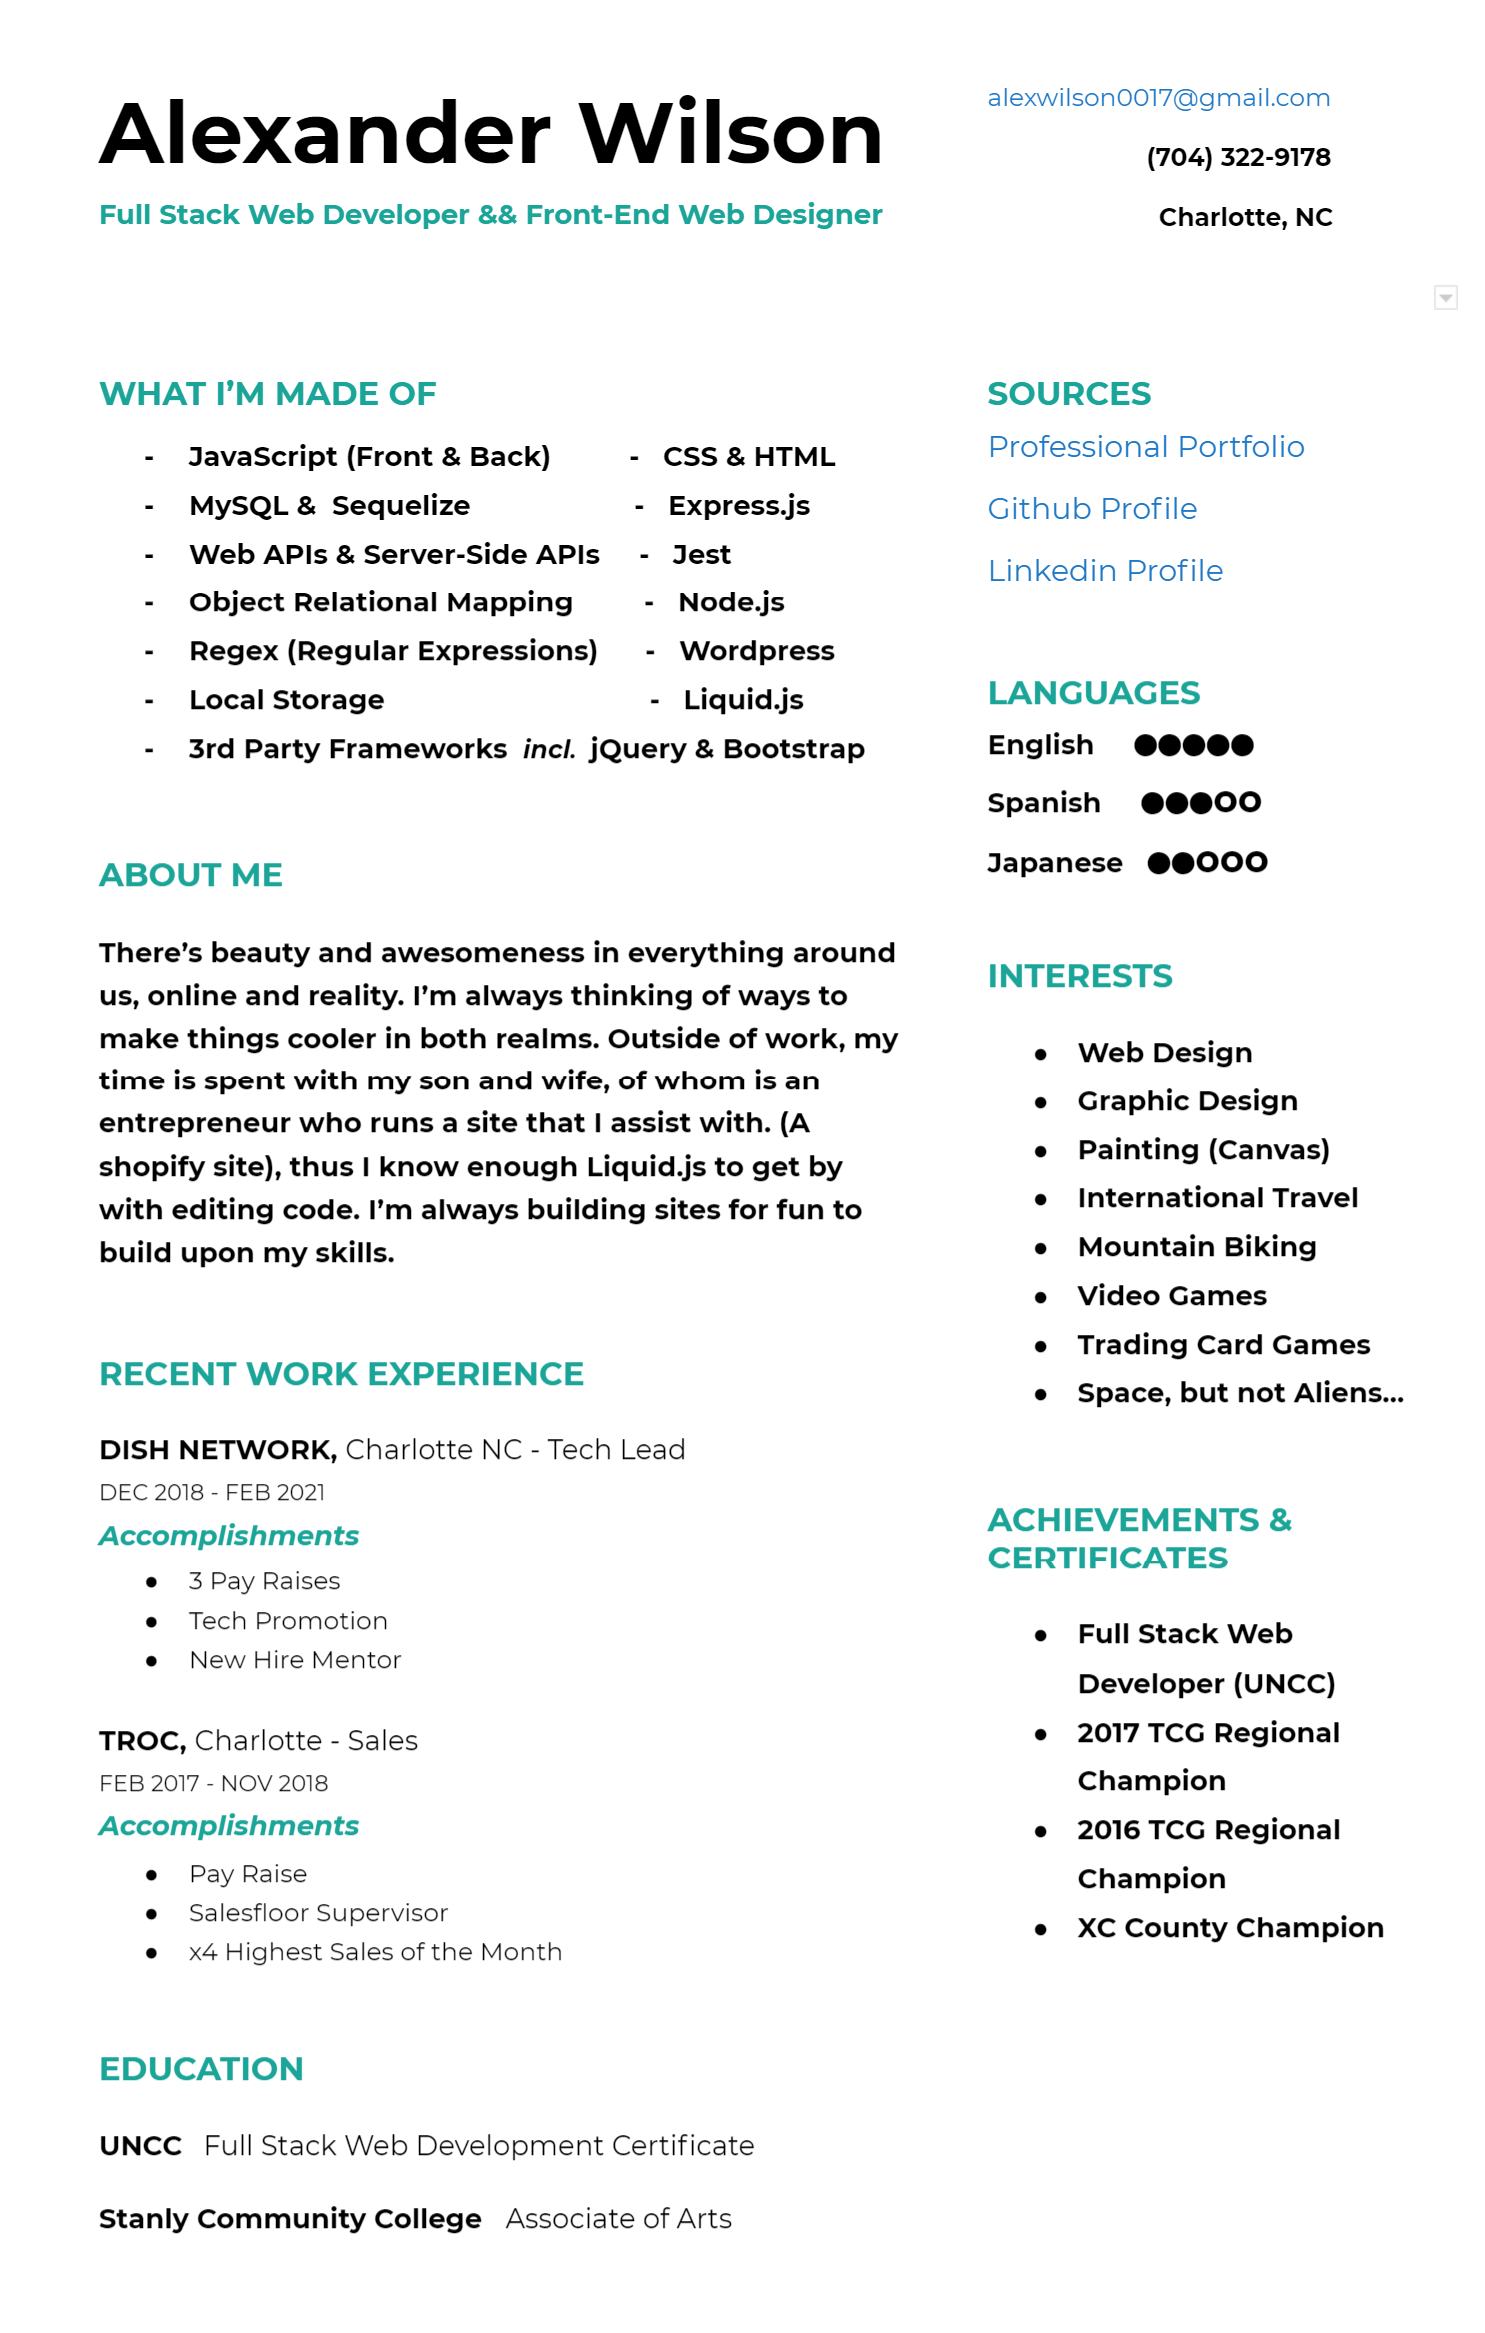 Alexander Wilson
Full Stack Web Developer && Front-End Web Designer
alexwilson0017@gmail.com
(704) 322-9178
Charlotte, NC
WHAT I’M MADE OF
- JavaScript (Front & Back) - CSS & HTML
- MySQL & Sequelize - Express.js
- Web APIs & Server-Side APIs - Jest
- Object Relational Mapping - Node.js
- Regex (Regular Expressions) - Wordpress
- Local Storage - Liquid.js
- 3rd Party Frameworks incl. jQuery & Bootstrap
ABOUT ME
There’s beauty and awesomeness in everything around
us, online and reality. I’m always thinking of ways to
make things cooler in both realms. Outside of work, my
time is spent with my son and wife, of whom is an
entrepreneur who runs a site that I assist with. (A
shopify site), thus I know enough Liquid.js to get by
with editing code. I’m always building sites for fun to
build upon my skills.
RECENT WORK EXPERIENCE
DISH NETWORK, Charlotte NC - Tech Lead
DEC 2018 - FEB 2021
Accomplishments
● 3 Pay Raises
● Tech Promotion
● New Hire Mentor
TROC, Charlotte - Sales
FEB 2017 - NOV 2018
Accomplishments
● Pay Raise
● Salesfloor Supervisor
● x4 Highest Sales of the Month
EDUCATION
UNCC Full Stack Web Development Certificate
Stanly Community College Associate of Arts
SOURCES
Professional Portfolio
Github Profile
Linkedin Profile
LANGUAGES
English ●●●●●
Spanish ●●●○○
Japanese ●●○○○
INTERESTS
● Web Design
● Graphic Design
● Painting (Canvas)
● International Travel
● Mountain Biking
● Video Games
● Trading Card Games
● Space, but not Aliens...
ACHIEVEMENTS &
CERTIFICATES
● Full Stack Web
Developer (UNCC)
● 2017 TCG Regional
Champion
● 2016 TCG Regional
Champion
● XC County Champion